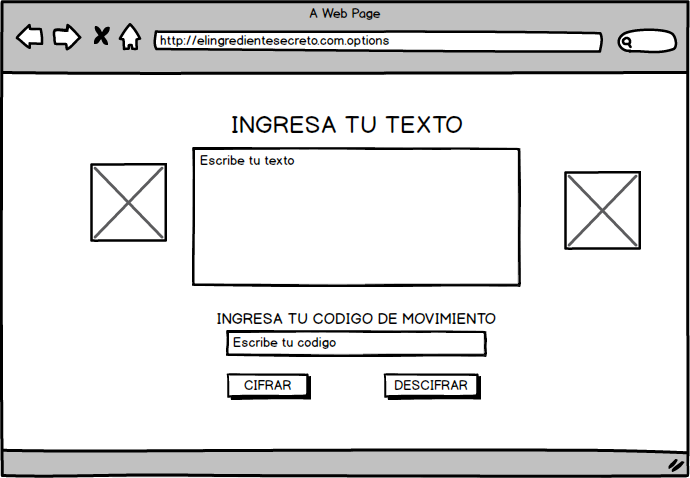 A Web Page
http://elingredientesecreto.com.options
INGRESA TU TEXTO
Escribe tu texto
INGRESA TU CODIGO DE MOVIMIENTO
Escribe tu codigo
CIFRAR
DESCIFRAR